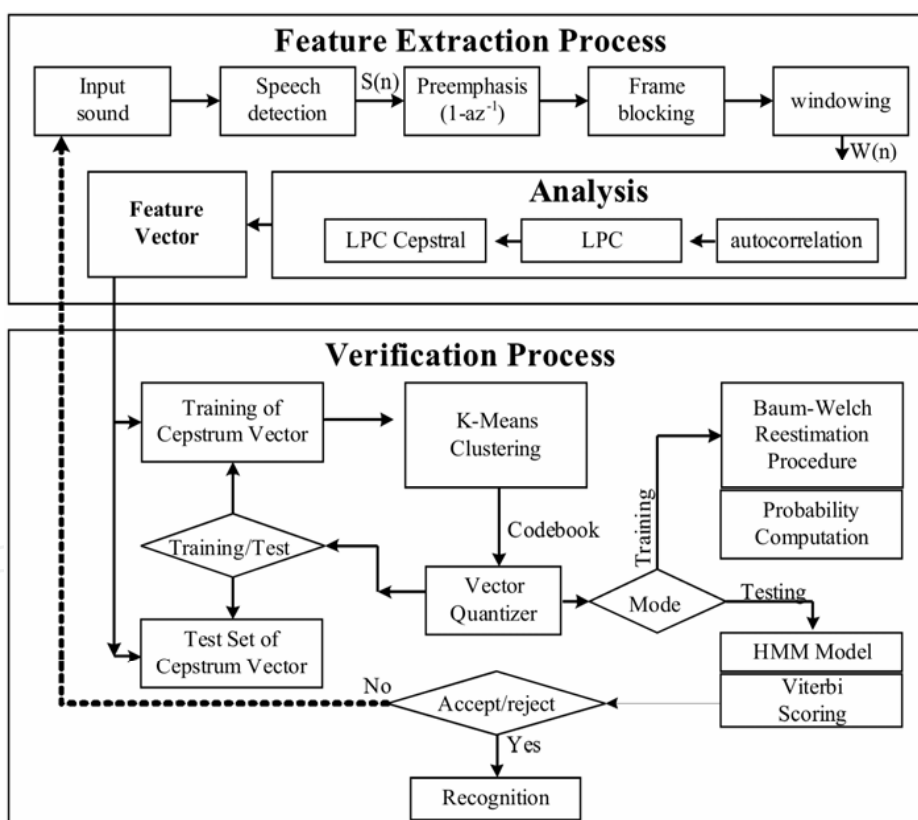 Feature Extraction Process
Input
sound
Speech
detection
S(n)
Preemphasis
(1-az⁻¹)
Frame
blocking
windowing
W(n)
Analysis
Feature
Vector
LPC Cepstral
LPC
autocorrelation
Verification Process
Training of
Cepstrum Vector
K-Means
Clustering
Baum-Welch
Reestimation
Procedure
Probability
Computation
Training
Codebook
Training/Test
Vector
Quantizer
Mode
Testing
Test Set of
Cepstrum Vector
HMM Model
Viterbi
Scoring
No
Accept/reject
Yes
Recognition